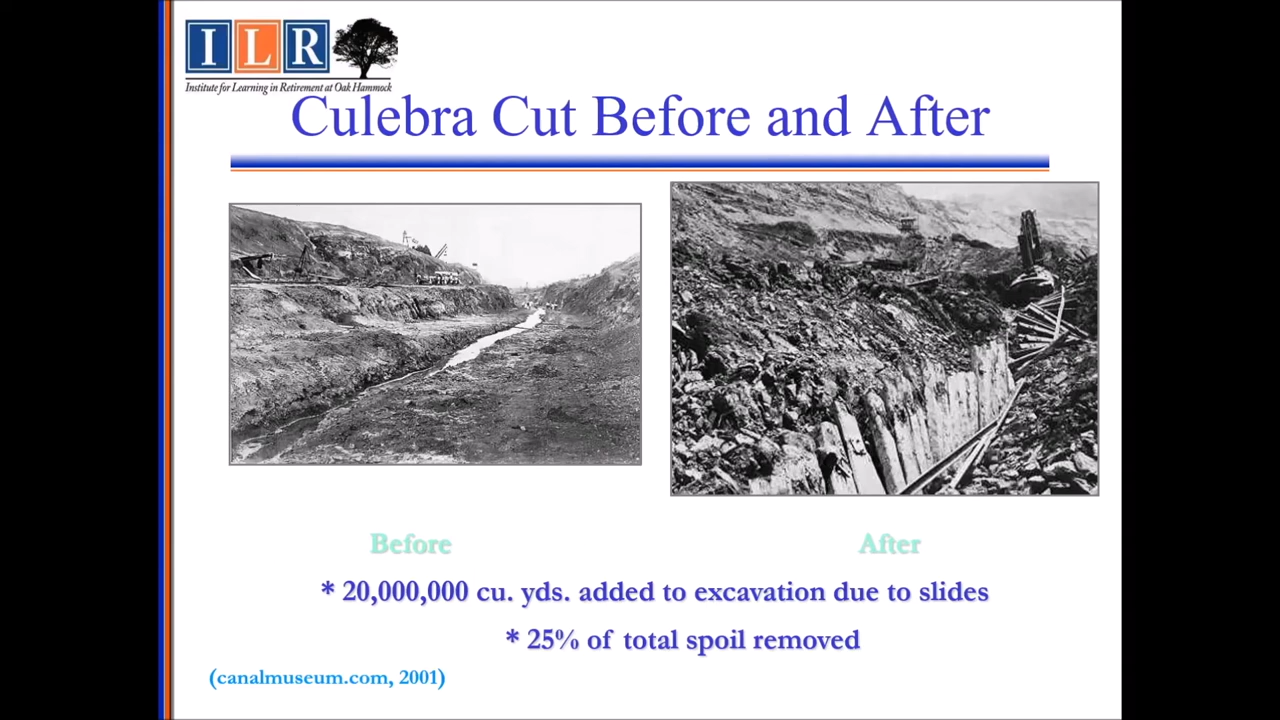 ILR
Institute for Learning in Retirement at Oak Hammock
Culebra Cut Before and After
Before
After
* 20,000,000 cu. yds. added to excavation due to slides
* 25% of total spoil removed
(canalmuseum.com, 2001)